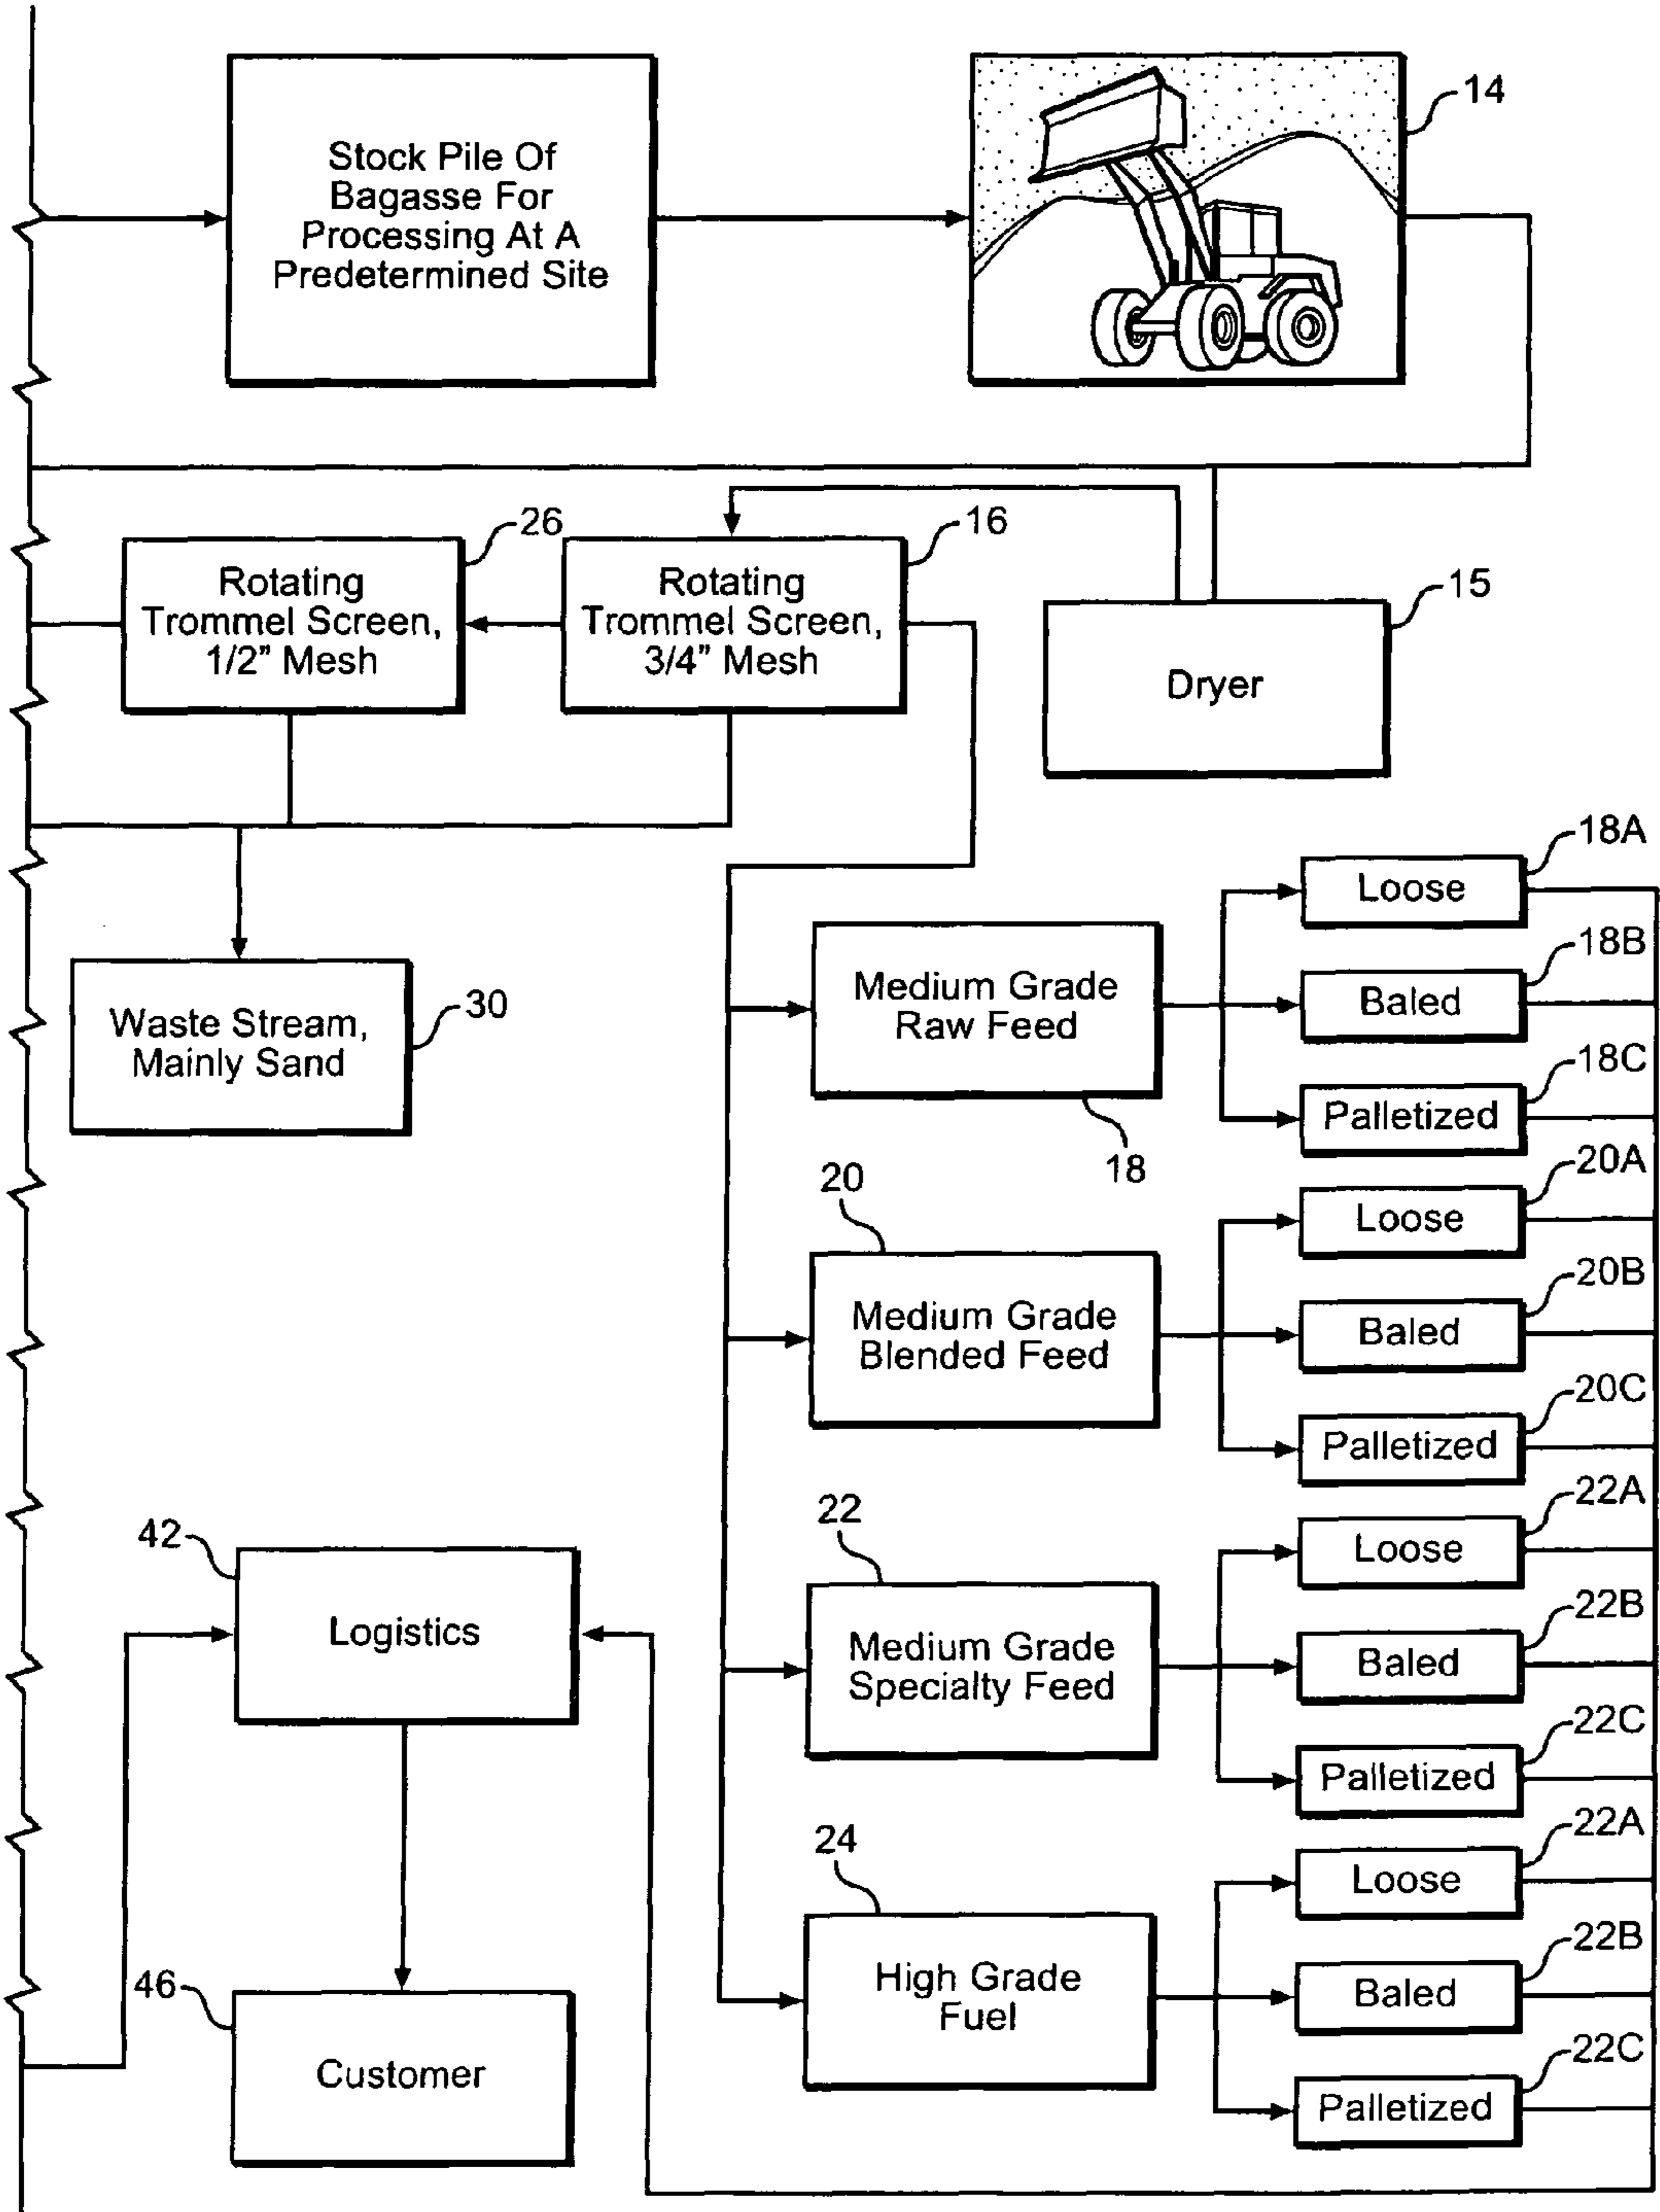 Stock Pile Of
Bagasse For
Processing At A
Predetermined Site
14
26
Rotating
Trommel Screen,
1/2” Mesh
16
Rotating
Trommel Screen,
3/4” Mesh
15
Dryer
Waste Stream,
Mainly Sand
30
Medium Grade
Raw Feed
18
18A
Loose
18B
Baled
18C
Palletized
20
Medium Grade
Blended Feed
20A
Loose
20B
Baled
20C
Palletized
22
Medium Grade
Specialty Feed
22A
Loose
22B
Baled
22C
Palletized
24
High Grade
Fuel
22A
Loose
22B
Baled
22C
Palletized
42
Logistics
46
Customer